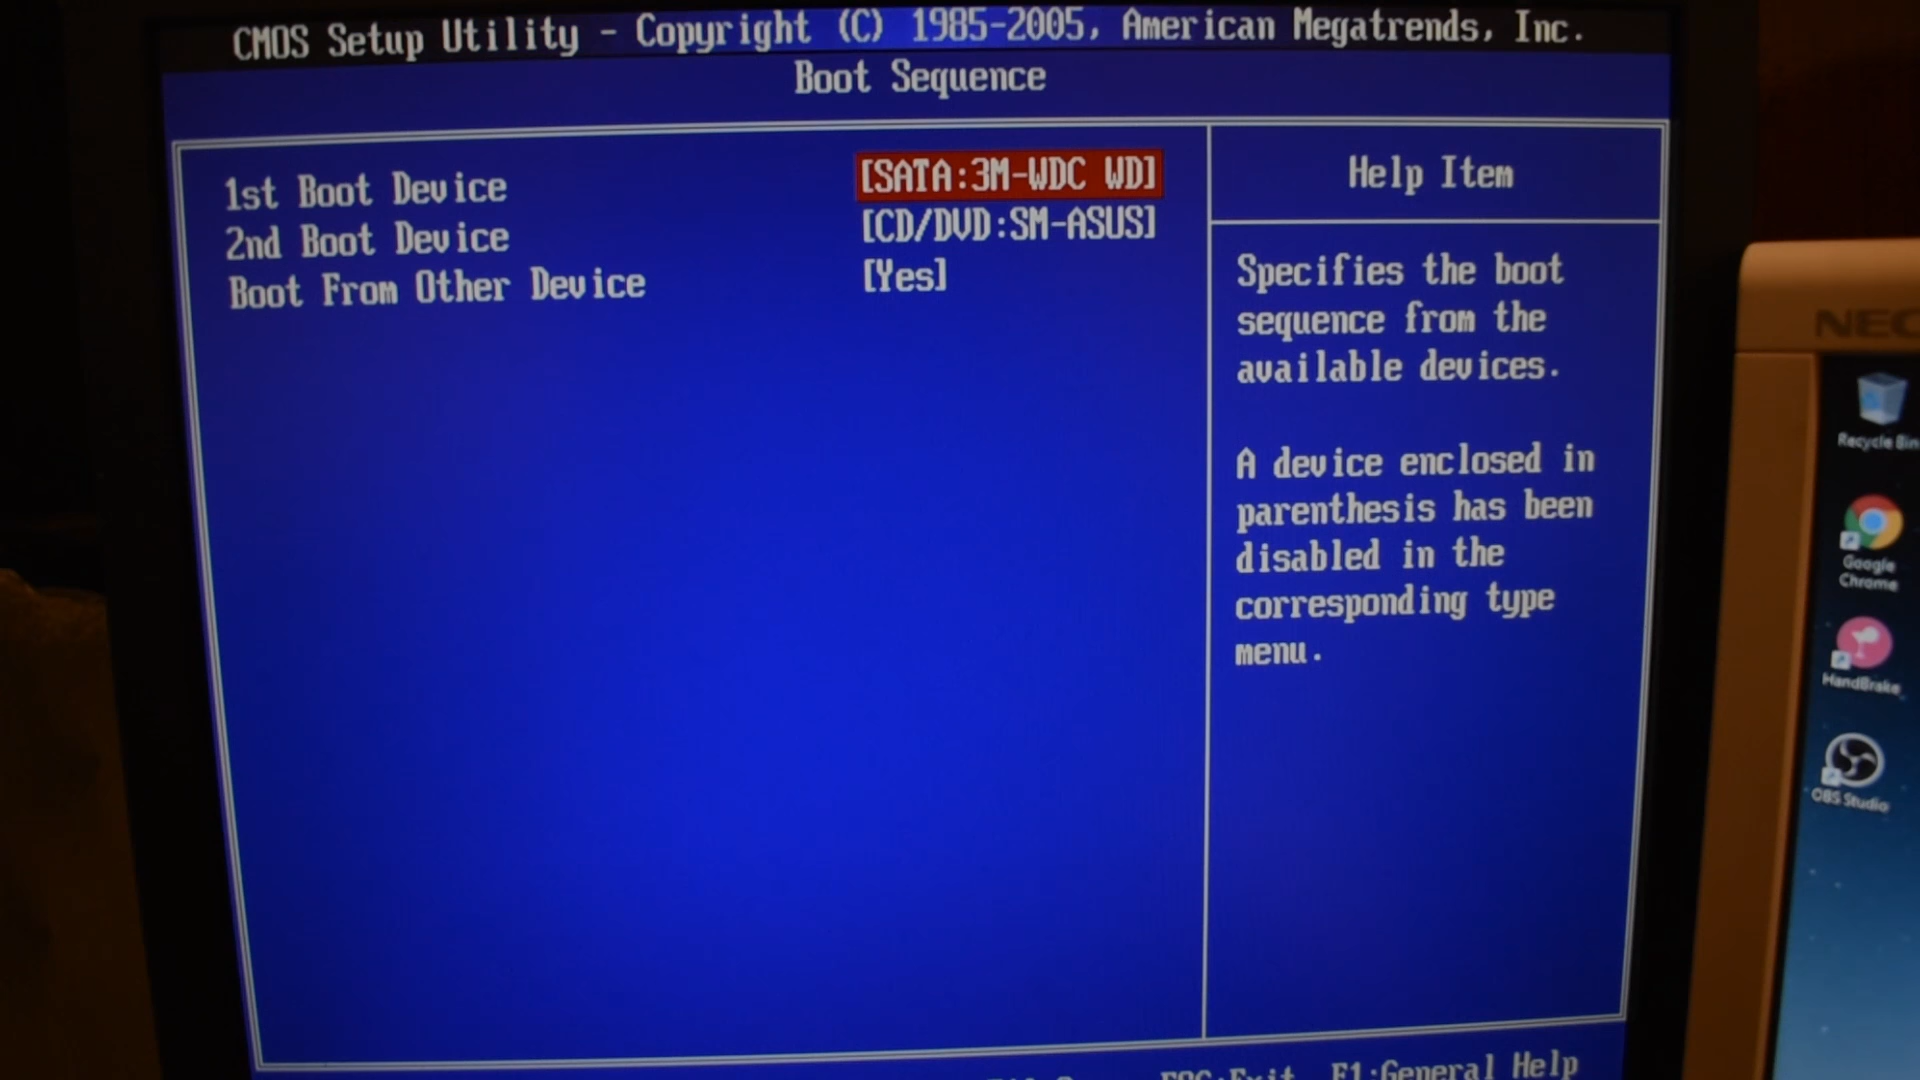 CMOS Setup Utility - Copyright (C) 1985-2005, American Megatrends, Inc.
Boot Sequence
1st Boot Device [SATA:3M-WDC WD]
2nd Boot Device [CD/DVD:SM-ASUS]
Boot From Other Device [Yes]
Help Item
Specifies the boot
sequence from the
available devices.
A device enclosed in
parenthesis has been
disabled in the
corresponding type
menu.
ESC:Exit F1:General Help
NEC
Recycle Bin
Google
Chrome
HandBrake
OBS Studio